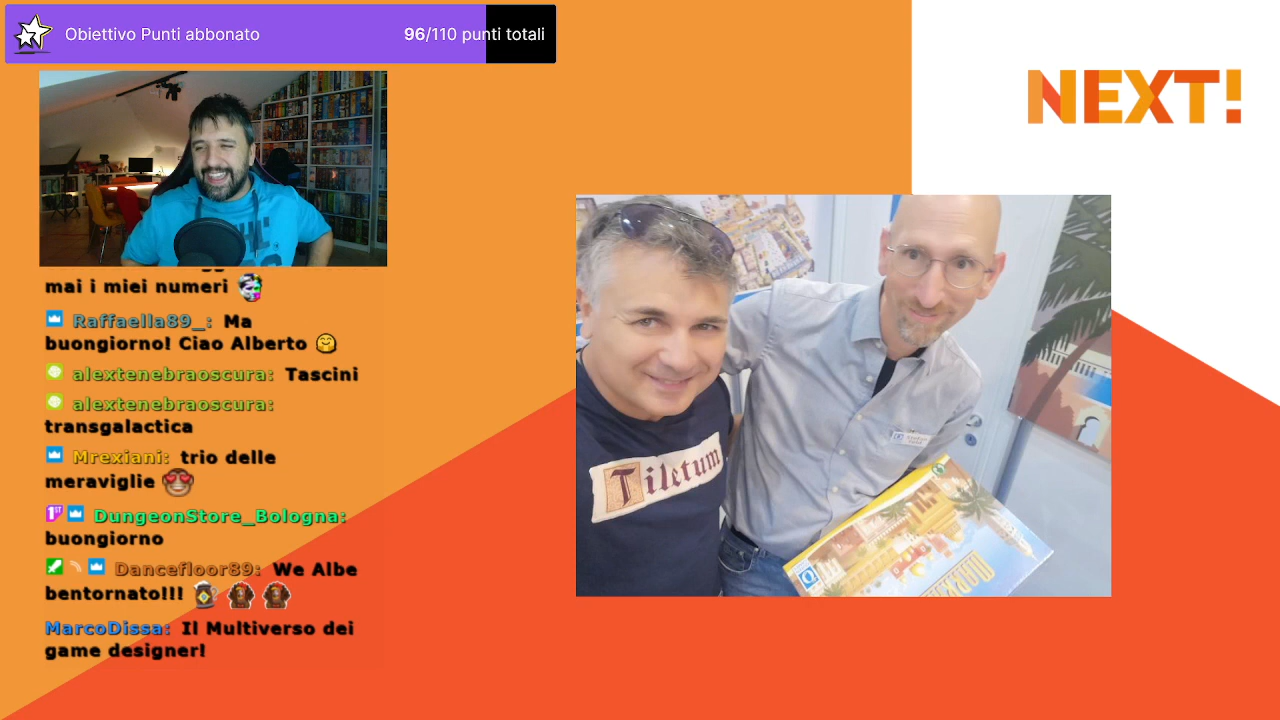 Obiettivo Punti abbonato
96/110 punti totali
NEXT!
mai i miei numeri
Raffaella89_: Ma
buongiorno! Ciao Alberto
alextenebraoscura: Tascini
alextenebraoscura:
transgalactica
Mrexiani: trio delle
meraviglie
1ST DungeonStore_Bologna:
buongiorno
Dancefloor89: We Albe
bentornato!!!
MarcoDissa: Il Multiverso dei
game designer!
Tiletum